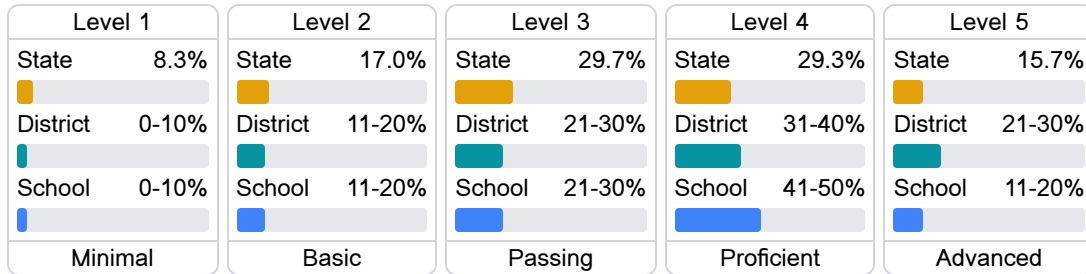 Level 1
State 8.3%
District 0-10%
School 0-10%
Minimal
Level 2
State 17.0%
District 11-20%
School 11-20%
Basic
Level 3
State 29.7%
District 21-30%
School 21-30%
Passing
Level 4
State 29.3%
District 31-40%
School 41-50%
Proficient
Level 5
State 15.7%
District 21-30%
School 11-20%
Advanced